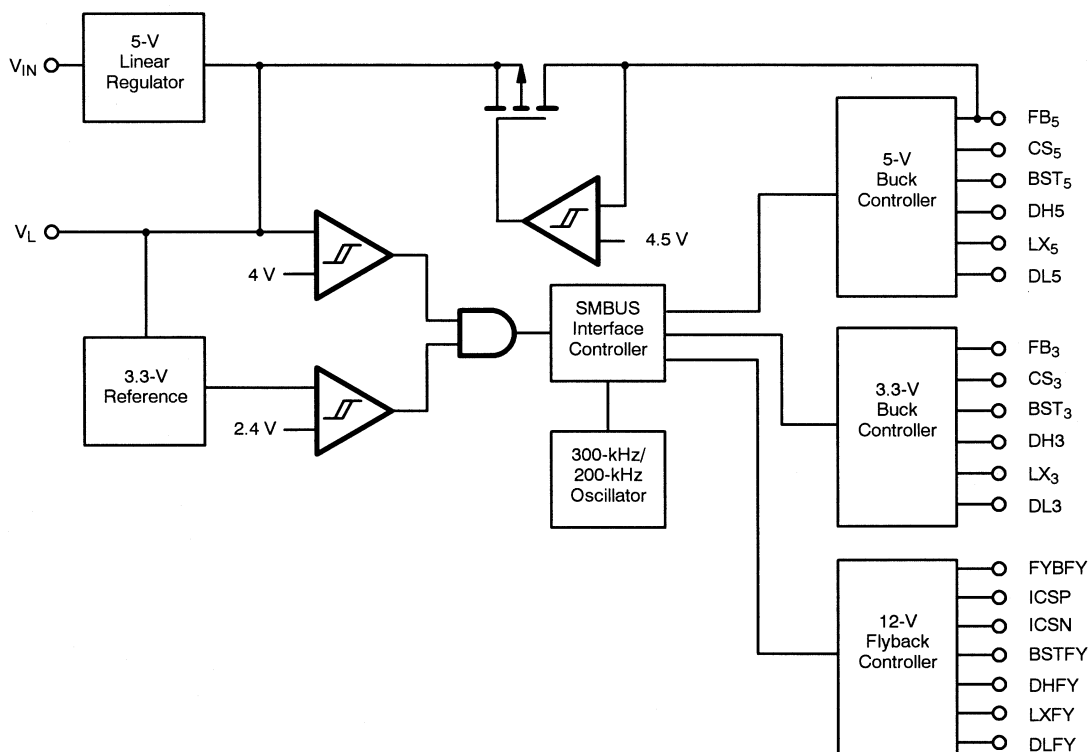 5-V
Linear
Regulator
VIN
VL
4 V
3.3-V
Reference
2.4 V
4.5 V
SMBUS
Interface
Controller
300-kHz/
200-kHz
Oscillator
5-V
Buck
Controller
FB5
CS5
BST5
DH5
LX5
DL5
3.3-V
Buck
Controller
FB3
CS3
BST3
DH3
LX3
DL3
12-V
Flyback
Controller
FYBFY
ICSP
ICSN
BSTFY
DHFY
LXFY
DLFY